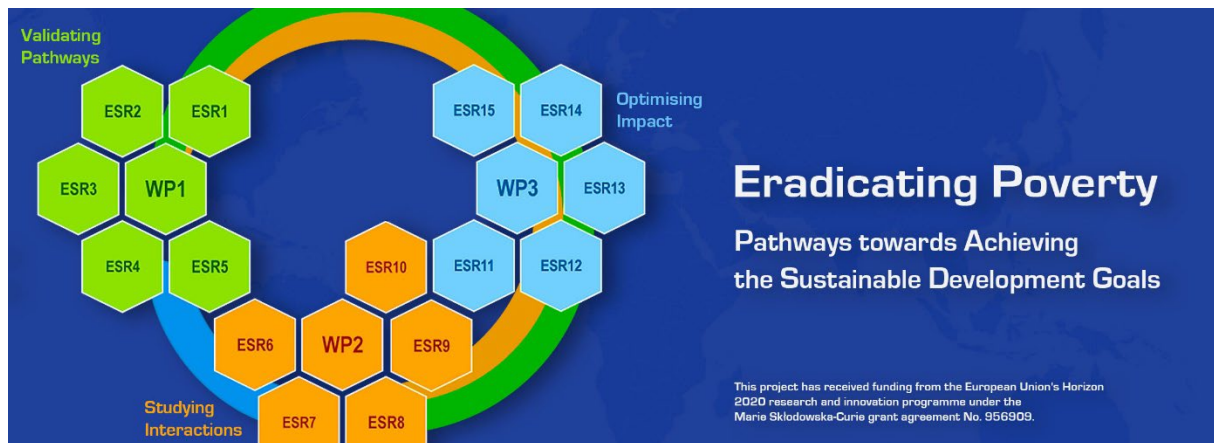 Validating
Pathways
ESR2
ESR1
ESR3
WP1
ESR4
ESR5
ESR15
ESR14
Optimising
Impact
WP3
ESR13
ESR11
ESR12
ESR10
ESR6
WP2
ESR9
ESR7
ESR8
Studying
Interactions
Eradicating Poverty
Pathways towards Achieving
the Sustainable Development Goals
This project has received funding from the European Union's Horizon
2020 research and innovation programme under the
Marie Skłodowska-Curie grant agreement No. 956909.